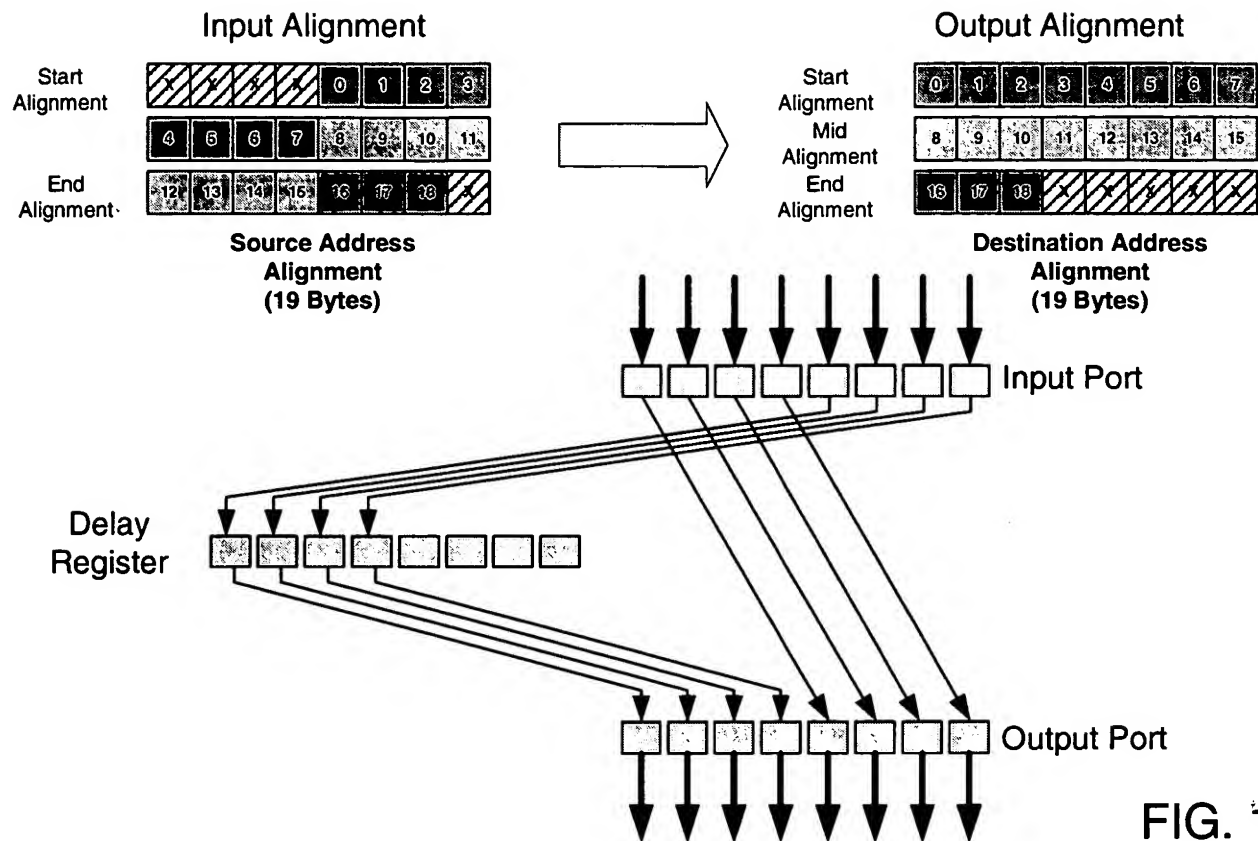 Input Alignment
Output Alignment
Start
Alignment
X X X X 0 1 2 3
4 5 6 7 8 9 10 11
End
Alignment
12 13 14 15 16 17 18 X
Source Address
Alignment
(19 Bytes)
Start
Alignment
0 1 2 3 4 5 6 7
Mid
Alignment
8 9 10 11 12 13 14 15
End
Alignment
16 17 18 X X X X X
Destination Address
Alignment
(19 Bytes)
Input Port
Delay
Register
Output Port
FIG.